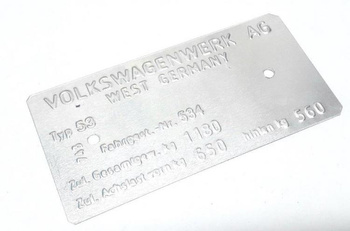 VOLKSWAGENWERK AG
WEST GERMANY
Typ 53
Fahrgest.-Nr. 534
Zul. Gesamtgew. kg 1130
Zul. Achslast vorn kg 650 hinten kg 560